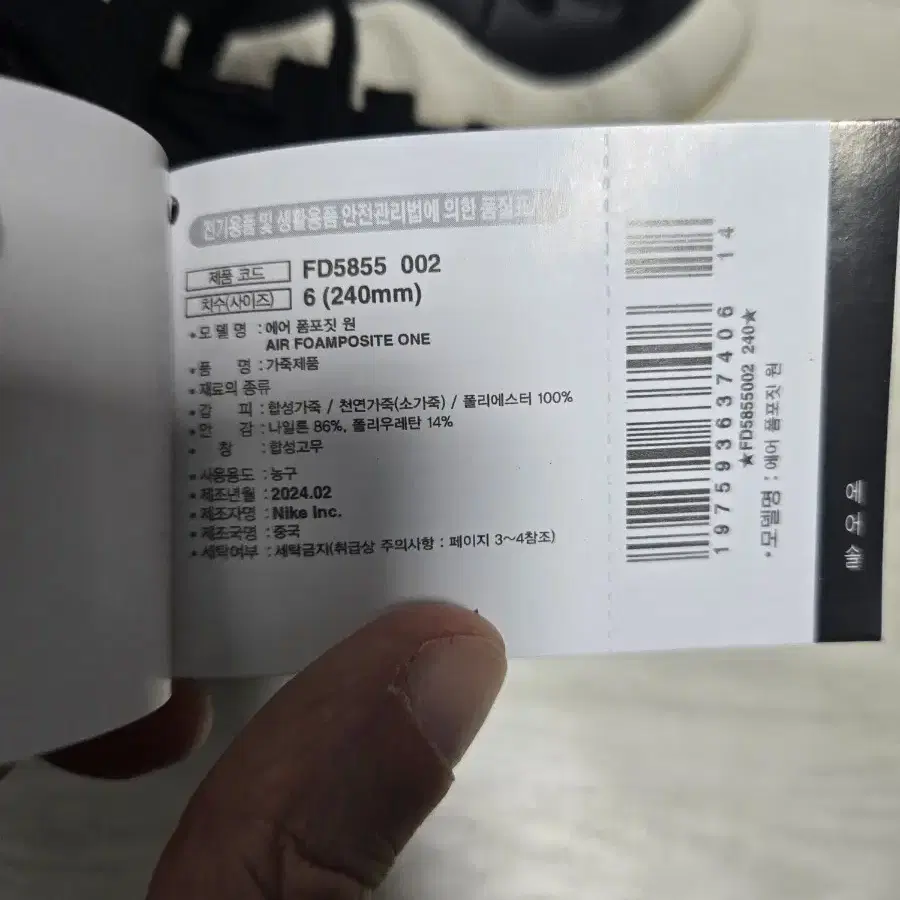 전기용품 및 생활용품 안전관리법에 의한 품질표시
제품 코드 FD5855 002
치수(사이즈) 6 (240mm)
•모 델 명 : 에어 폼포짓 원
AIR FOAMPOSITE ONE
•품 명 : 가죽제품
•재료의 종류
•겉 피 : 합성가죽 / 천연가죽(소가죽) / 폴리에스터 100%
•안 감 : 나일론 86%, 폴리우레탄 14%
• 창 : 합성고무
•사용용도 : 농구
•제조년월 : 2024.02
•제조자명 : Nike Inc.
•제조국명 : 중국
•세탁여부 : 세탁금지(취급상 주의사항 : 페이지 3~4참조)
14
197593637406
★FD5855002 240★
•모델명 : 에어 폼포짓 원
에어솔